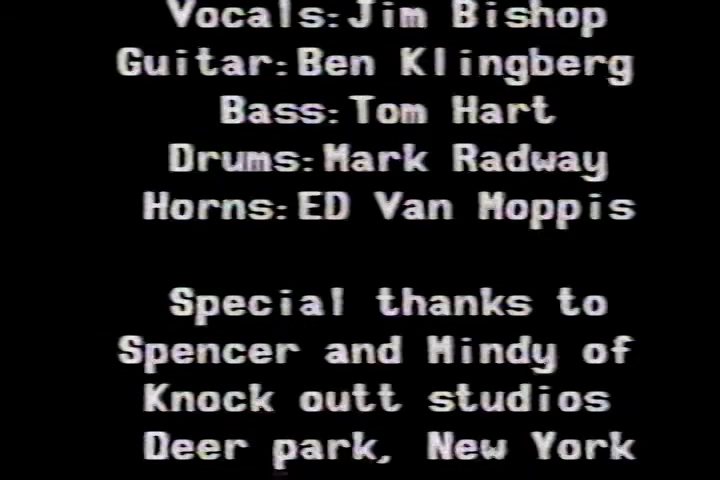 Vocals:Jim Bishop
Guitar:Ben Klingberg
Bass:Tom Hart
Drums:Mark Radway
Horns:ED Van Moppis
Special thanks to
Spencer and Mindy of
Knock outt studios
Deer park, New York